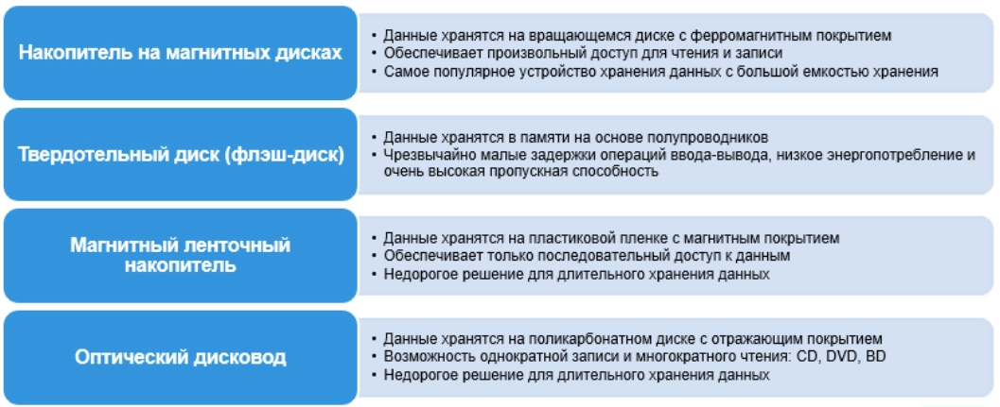 Накопитель на магнитных дисках
• Данные хранятся на вращающемся диске с ферромагнитным покрытием
• Обеспечивает произвольный доступ для чтения и записи
• Самое популярное устройство хранения данных с большой емкостью хранения
Твердотельный диск (флэш-диск)
• Данные хранятся в памяти на основе полупроводников
• Чрезвычайно малые задержки операций ввода-вывода, низкое энергопотребление и
очень высокая пропускная способность
Магнитный ленточный
накопитель
• Данные хранятся на пластиковой пленке с магнитным покрытием
• Обеспечивает только последовательный доступ к данным
• Недорогое решение для длительного хранения данных
Оптический дисковод
• Данные хранятся на поликарбонатном диске с отражающим покрытием
• Возможность однократной записи и многократного чтения: CD, DVD, BD
• Недорогое решение для длительного хранения данных